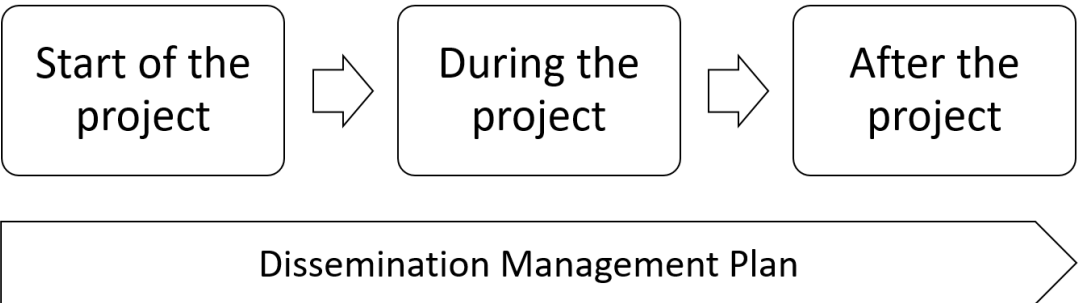 Start of the
project
During the
project
After the
project
Dissemination Management Plan